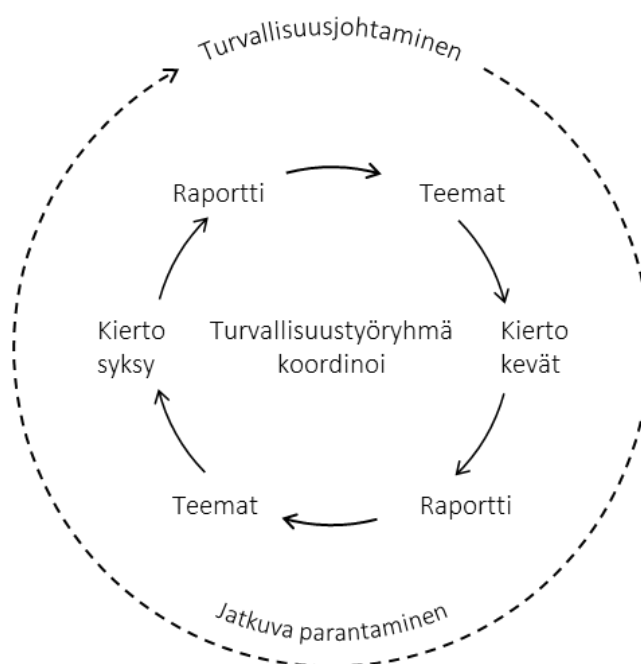 Turvallisuusjohtaminen
Raportti
Teemat
Kierto
syksy
Turvallisuustyöryhmä
koordinoi
Kierto
kevät
Teemat
Raportti
Jatkuva parantaminen